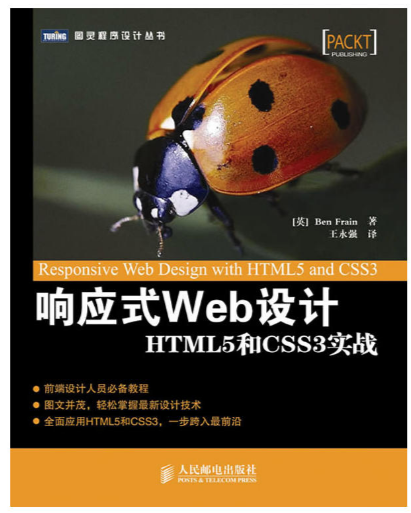 TURING 图灵程序设计丛书
[PACKT]
PUBLISHING
[英] Ben Frain 著
王永强 译
Responsive Web Design with HTML5 and CSS3
响应式Web设计
HTML5和CSS3实战
● 前端设计人员必备教程
● 图文并茂，轻松掌握最新设计技术
● 全面应用HTML5和CSS3，一步跨入最前沿
人民邮电出版社
POSTS & TELECOM PRESS